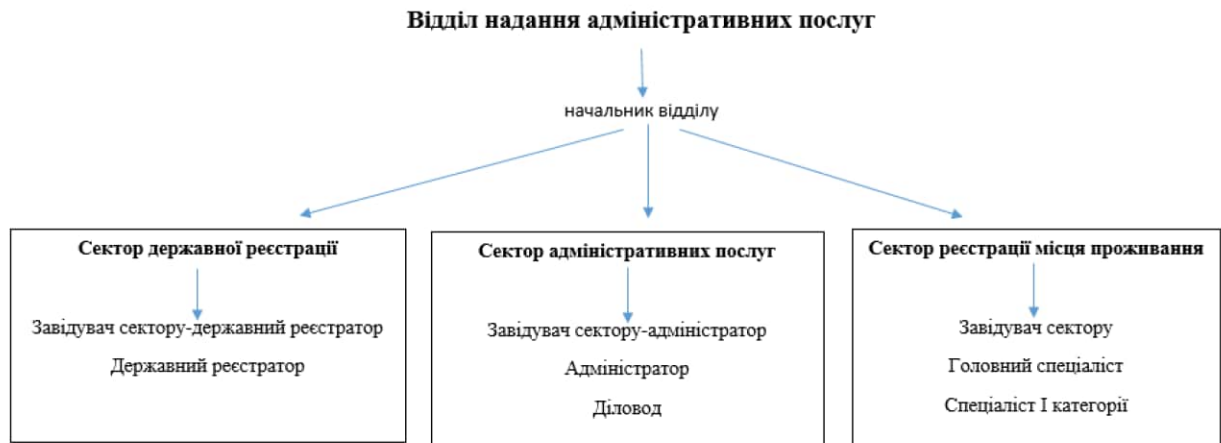 Відділ надання адміністративних послуг
начальник відділу
Сектор державної реєстрації
Завідувач сектору-державний реєстратор
Державний реєстратор
Сектор адміністративних послуг
Завідувач сектору-адміністратор
Адміністратор
Діловод
Сектор реєстрації місця проживання
Завідувач сектору
Головний спеціаліст
Спеціаліст І категорії